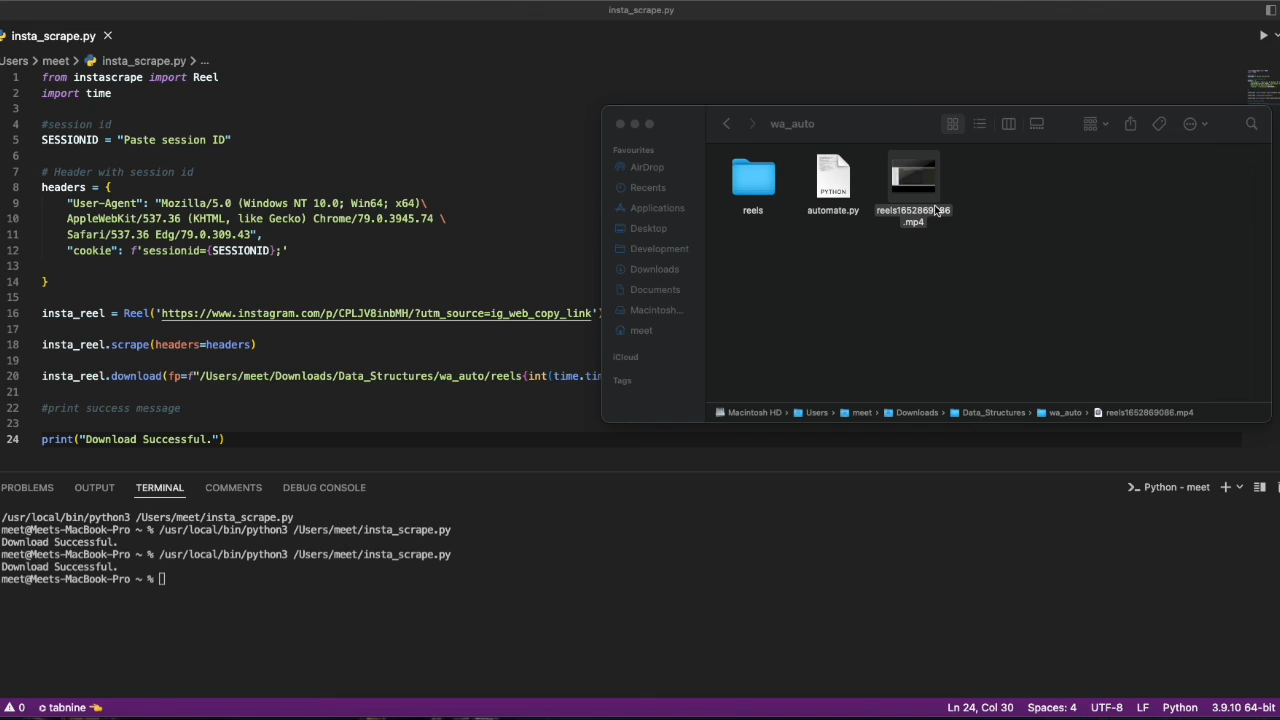 insta_scrape.py
insta_scrape.py
Users > meet > insta_scrape.py > ...
1 from instascrape import Reel
2 import time
3
4 #session id
5 SESSIONID = "Paste session ID"
6
7 # Header with session id
8 headers = {
9 "User-Agent": "Mozilla/5.0 (Windows NT 10.0; Win64; x64)\
10 AppleWebKit/537.36 (KHTML, like Gecko) Chrome/79.0.3945.74 \
11 Safari/537.36 Edg/79.0.309.43",
12 "cookie": f'sessionid={SESSIONID};'
13
14 }
15
16 insta_reel = Reel('https://www.instagram.com/p/CPLJV8inbMH/?utm_source=ig_web_copy_link')
17
18 insta_reel.scrape(headers=headers)
19
20 insta_reel.download(fp=f"/Users/meet/Downloads/Data_Structures/wa_auto/reels{int(time.tim
21
22 #print success message
23
24 print("Download Successful.")
wa_auto
Favourites
AirDrop
Recents
Applications
Desktop
Development
Downloads
Documents
Macintosh...
meet
iCloud
Tags
reels
PYTHON
automate.py
reels1652869086
.mp4
Macintosh HD > Users > meet > Downloads > Data_Structures > wa_auto > reels1652869086.mp4
PROBLEMS OUTPUT TERMINAL COMMENTS DEBUG CONSOLE
Python - meet
/usr/local/bin/python3 /Users/meet/insta_scrape.py
meet@Meets-MacBook-Pro ~ % /usr/local/bin/python3 /Users/meet/insta_scrape.py
Download Successful.
meet@Meets-MacBook-Pro ~ % /usr/local/bin/python3 /Users/meet/insta_scrape.py
Download Successful.
meet@Meets-MacBook-Pro ~ %
0 tabnine
Ln 24, Col 30 Spaces: 4 UTF-8 LF Python 3.9.10 64-bit